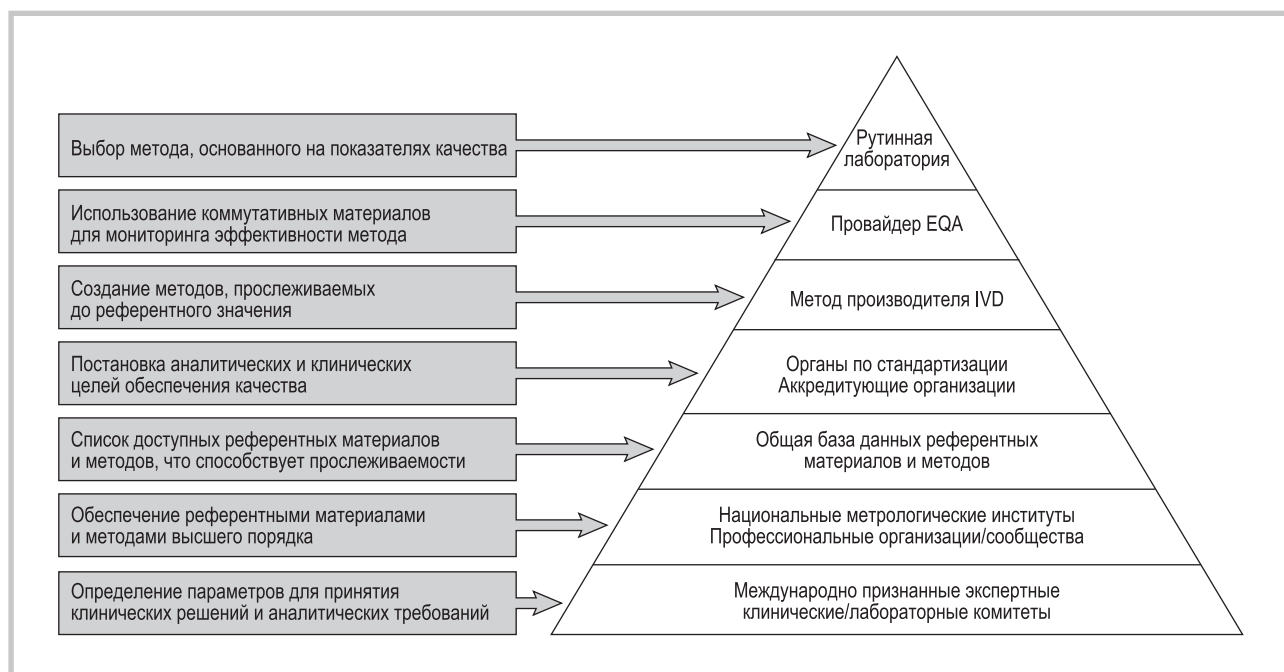 Выбор метода, основанного на показателях качества
Рутинная
лаборатория
Использование коммутативных материалов
для мониторинга эффективности метода
Провайдер EQA
Создание методов, прослеживаемых
до референтного значения
Метод производителя IVD
Постановка аналитических и клинических
целей обеспечения качества
Органы по стандартизации
Аккредитующие организации
Список доступных референтных материалов
и методов, что способствует прослеживаемости
Общая база данных референтных
материалов и методов
Обеспечение референтными материалами
и методами высшего порядка
Национальные метрологические институты
Профессиональные организации/сообщества
Определение параметров для принятия
клинических решений и аналитических требований
Международно признанные экспертные
клинические/лабораторные комитеты